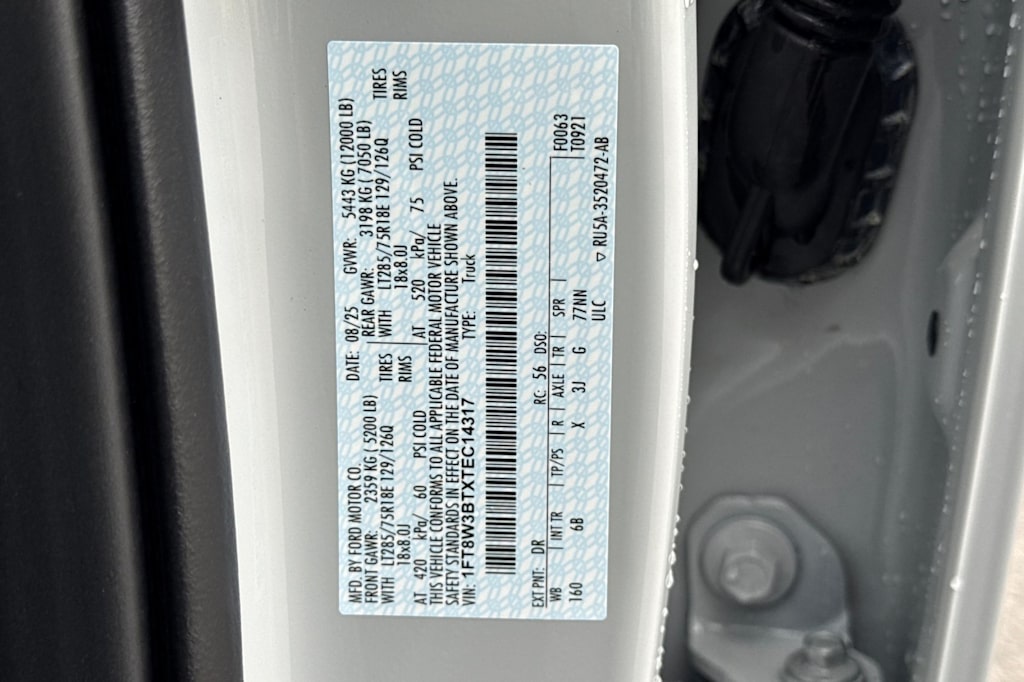 MFD. BY FORD MOTOR CO.
DATE: 08/25 GVWR: 5443 KG (12000 LB)
FRONT GAWR: 2359 KG ( 5200 LB)
REAR GAWR: 3198 KG ( 7050 LB)
WITH LT285/75R18E 129/126Q TIRES
WITH LT285/75R18E 129/126Q TIRES
18x8.0J RIMS
18x8.0J RIMS
AT 420 kPa/ 60 PSI COLD
AT 520 kPa/ 75 PSI COLD
THIS VEHICLE CONFORMS TO ALL APPLICABLE FEDERAL MOTOR VEHICLE
SAFETY STANDARDS IN EFFECT ON THE DATE OF MANUFACTURE SHOWN ABOVE.
VIN: 1FT8W3BTXTEC14317 TYPE: Truck
F0063
T0921
EXT PNT: DR RC: 56 DSO:
WB INT TR TP/PS R AXLE TR SPR
160 6B X 3J G 77NN
ULC ▽ RU5A-3520472-AB